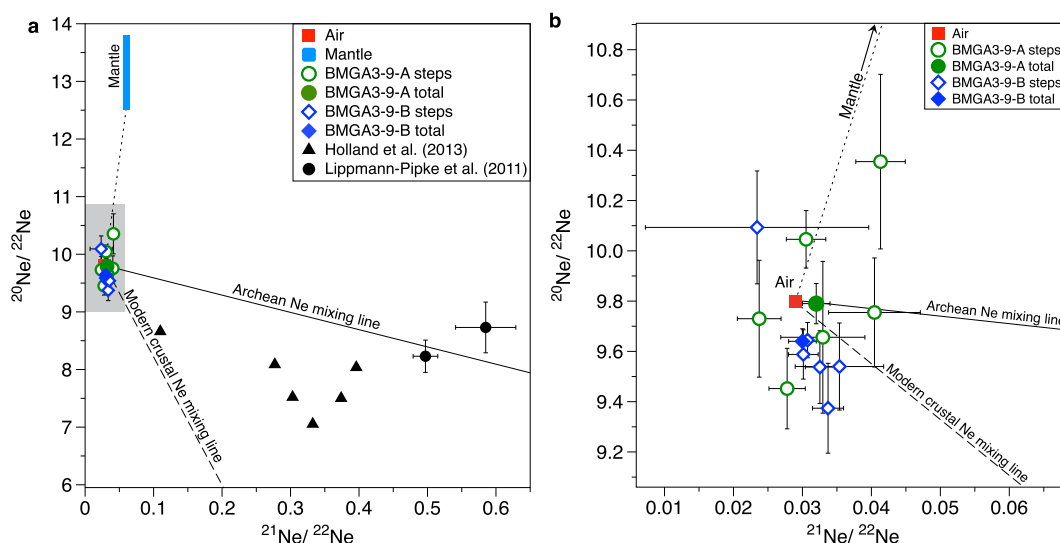 a
14
13
12
11
10
9
8
7
6
0
0.1
0.2
0.3
0.4
0.5
0.6
20Ne/ 22Ne
21Ne/ 22Ne
Mantle
Air
Mantle
BMGA3-9-A steps
BMGA3-9-A total
BMGA3-9-B steps
BMGA3-9-B total
Holland et al. (2013)
Lippmann-Pipke et al. (2011)
Archean Ne mixing line
Modern crustal Ne mixing line
b
10.8
10.6
10.4
10.2
10.0
9.8
9.6
9.4
9.2
0.01
0.02
0.03
0.04
0.05
0.06
20Ne/ 22Ne
21Ne/ 22Ne
Air
BMGA3-9-A steps
BMGA3-9-A total
BMGA3-9-B steps
BMGA3-9-B total
Mantle
Air
Archean Ne mixing line
Modern crustal Ne mixing line